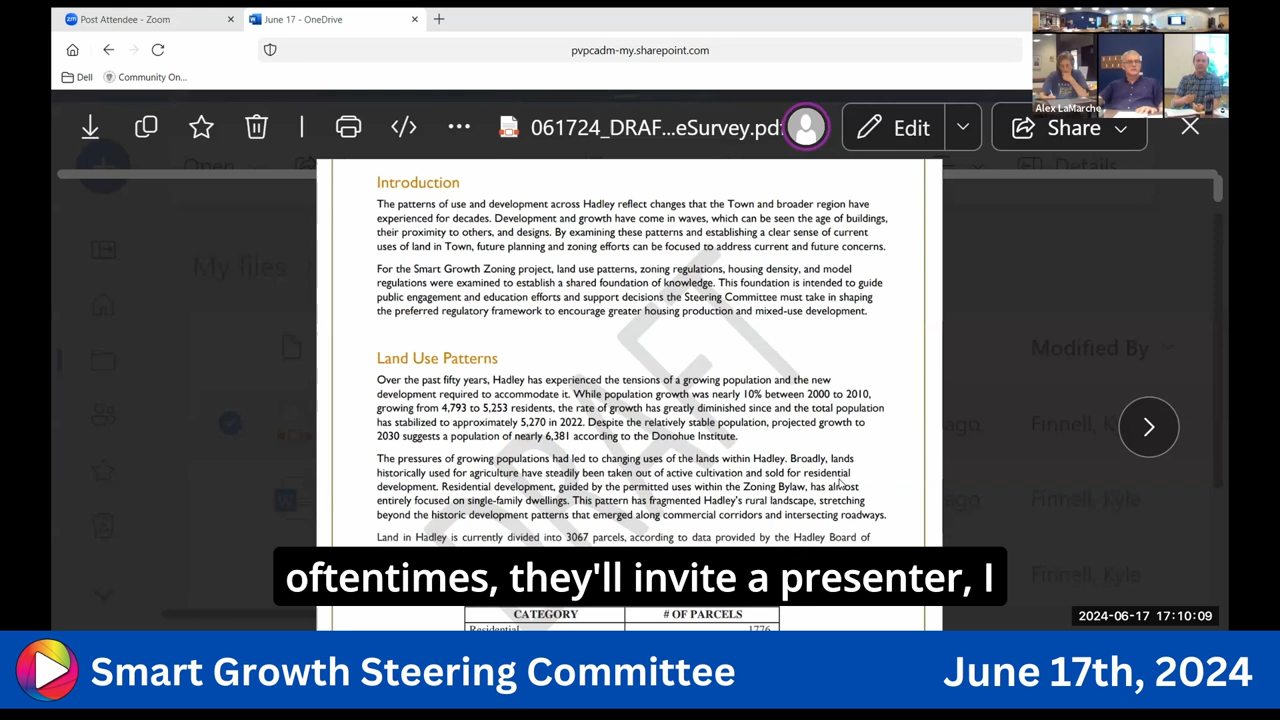 Post Attendee - Zoom
June 17 - OneDrive
pvpcadm-my.sharepoint.com
Dell
Community On...
Alex LaMarche
061724_DRAF...eSurvey.pdf
Edit
Share
Open
Details
My files
Modified By
Finnell, Kyle
Finnell, Kyle
Finnell, Kyle
ago
ago
Introduction
The patterns of use and development across Hadley reflect changes that the Town and broader region have
experienced for decades. Development and growth have come in waves, which can be seen the age of buildings,
their proximity to others, and designs. By examining these patterns and establishing a clear sense of current
uses of land in Town, future planning and zoning efforts can be focused to address current and future concerns.
For the Smart Growth Zoning project, land use patterns, zoning regulations, housing density, and model
regulations were examined to establish a shared foundation of knowledge. This foundation is intended to guide
public engagement and education efforts and support decisions the Steering Committee must take in shaping
the preferred regulatory framework to encourage greater housing production and mixed-use development.
Land Use Patterns
Over the past fifty years, Hadley has experienced the tensions of a growing population and the new
development required to accommodate it. While population growth was nearly 10% between 2000 to 2010,
growing from 4,793 to 5,253 residents, the rate of growth has greatly diminished since and the total population
has stabilized to approximately 5,270 in 2022. Despite the relatively stable population, projected growth to
2030 suggests a population of nearly 6,381 according to the Donohue Institute.
The pressures of growing populations had led to changing uses of the lands within Hadley. Broadly, lands
historically used for agriculture have steadily been taken out of active cultivation and sold for residential
development. Residential development, guided by the permitted uses within the Zoning Bylaw, has almost
entirely focused on single-family dwellings. This pattern has fragmented Hadley's rural landscape, stretching
beyond the historic development patterns that emerged along commercial corridors and intersecting roadways.
Land in Hadley is currently divided into 3067 parcels, according to data provided by the Hadley Board of
DRAFT
oftentimes, they'll invite a presenter, I
CATEGORY # OF PARCELS
Residential 1776
2024-06-17 17:10:09
Smart Growth Steering Committee
June 17th, 2024